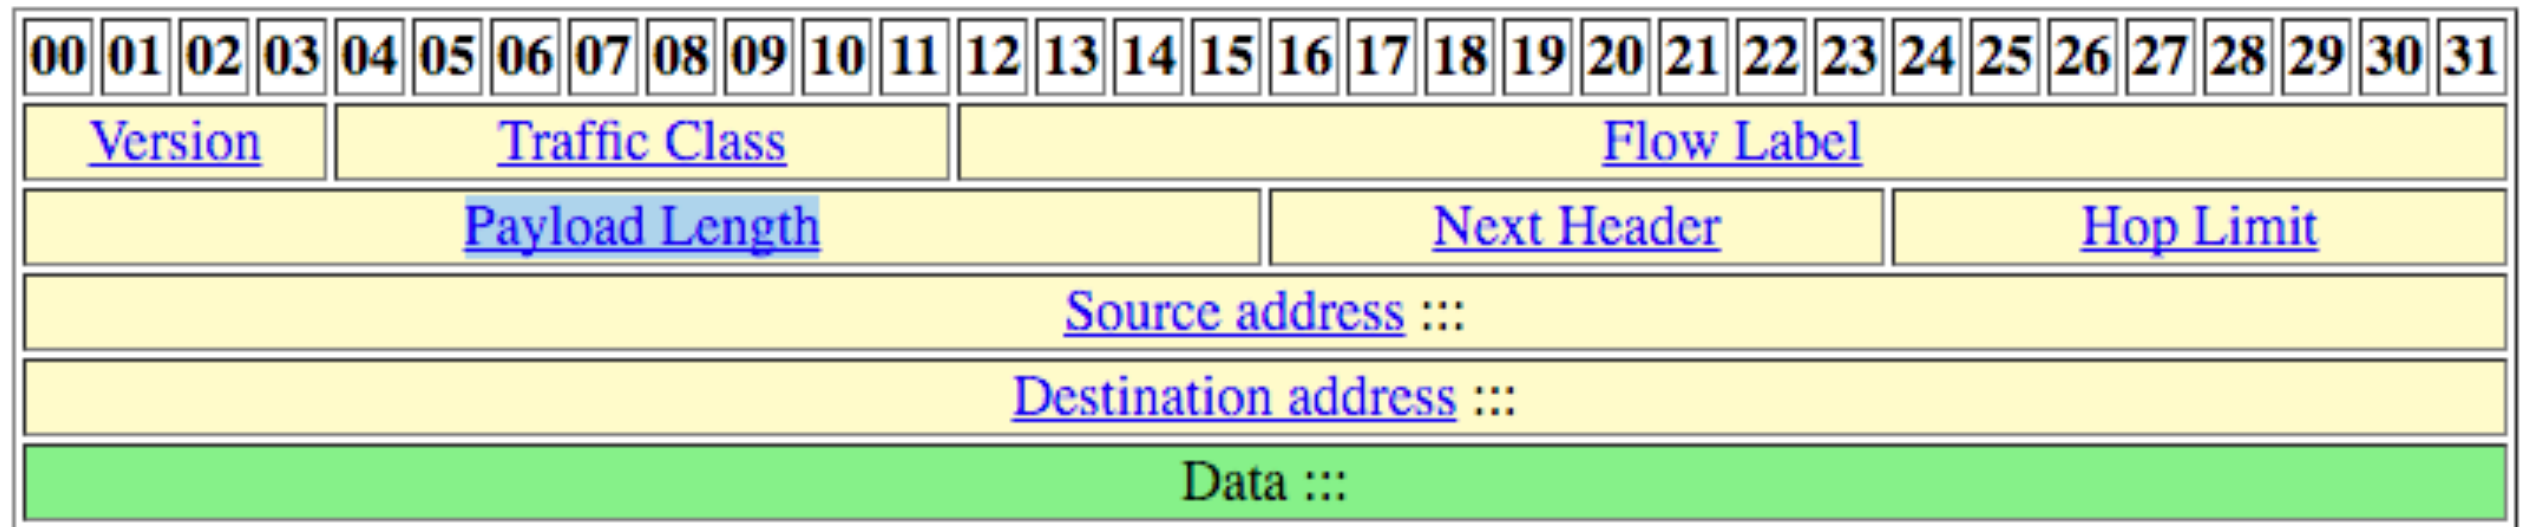 00 01 02 03 04 05 06 07 08 09 10 11 12 13 14 15 16 17 18 19 20 21 22 23 24 25 26 27 28 29 30 31
Version Traffic Class Flow Label
Payload Length Next Header Hop Limit
Source address :::
Destination address :::
Data :::